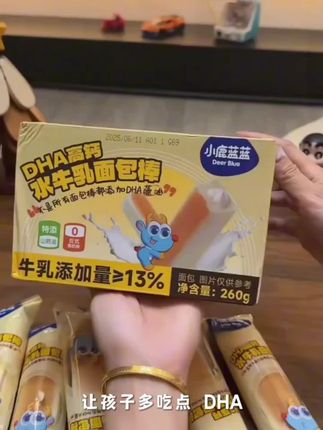 2025/06/11 A01 1 GB9
小鹿蓝蓝
Deer Blue
DHA高钙
水牛乳面包棒
"不是所有面包棒都添加DHA藻油"
特添
0
牛乳添加量≥13%
面包 图片仅供参考
净含量：260g
让孩子多吃点 DHA